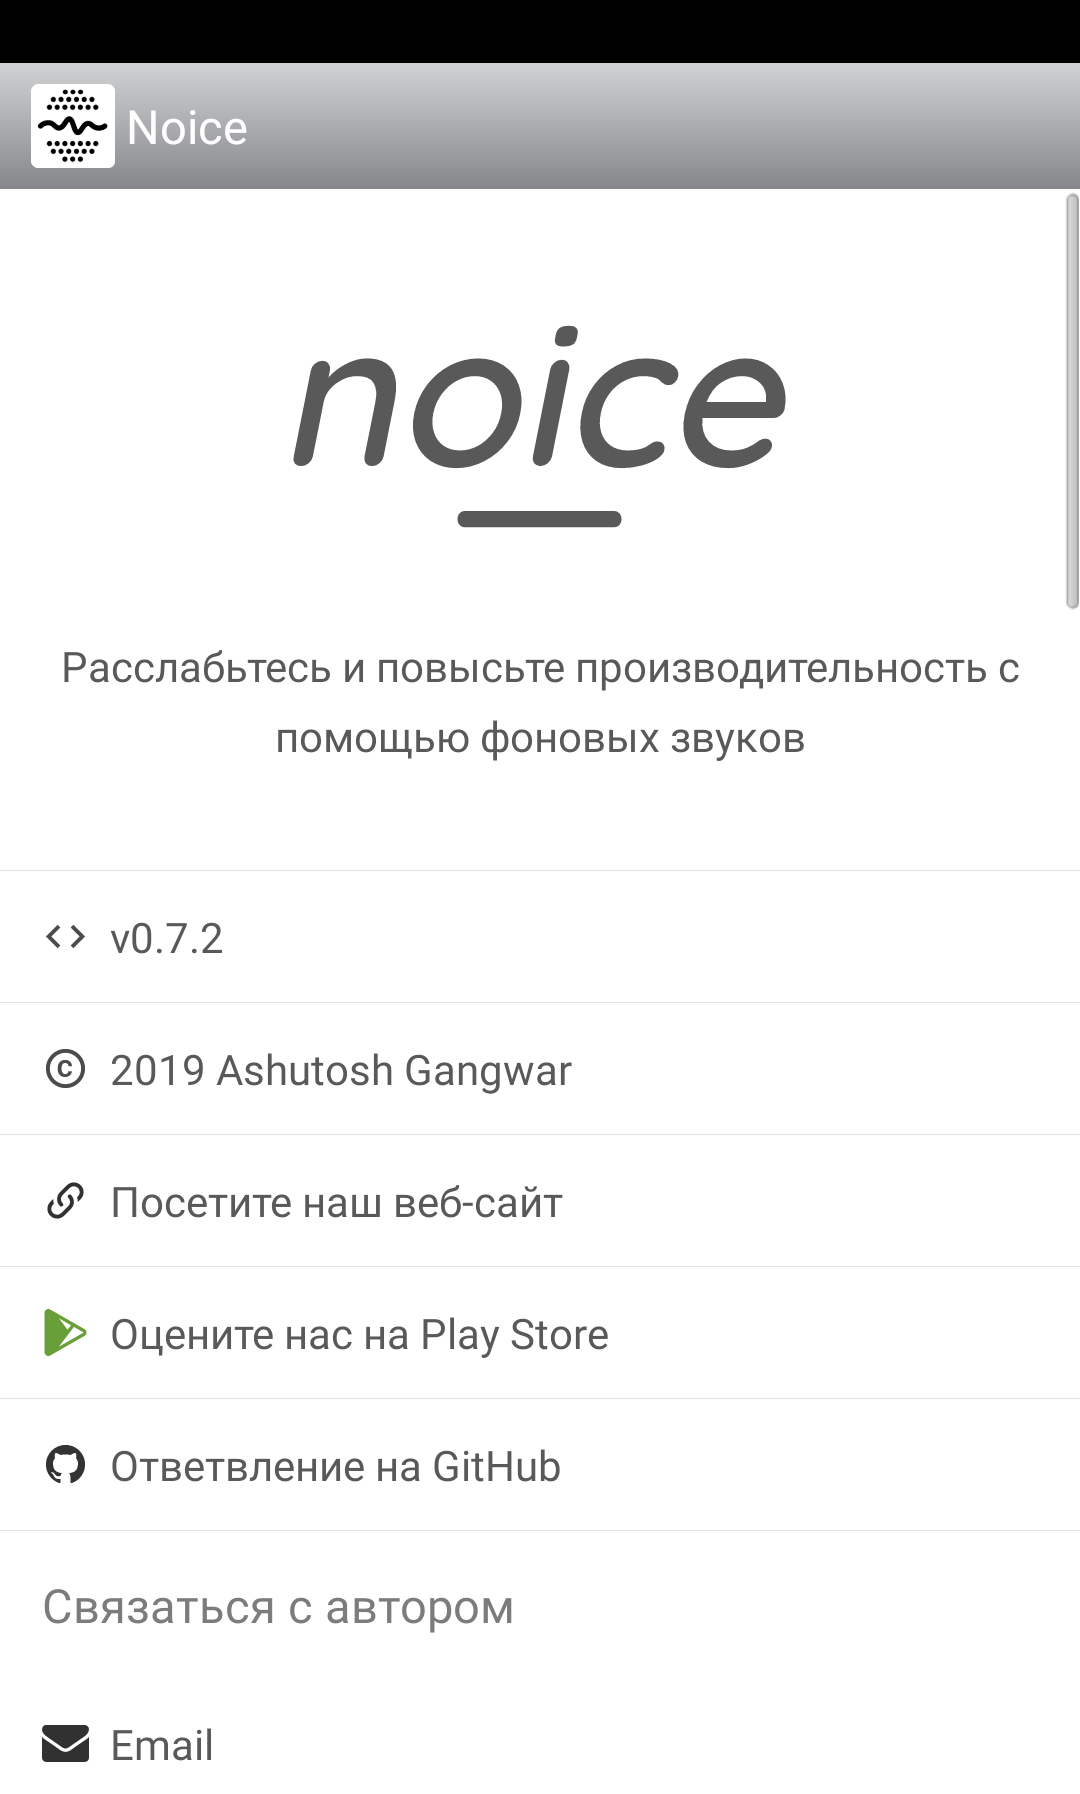 Noice
noice
Расслабьтесь и повысьте производительность с
помощью фоновых звуков
v0.7.2
© 2019 Ashutosh Gangwar
Посетите наш веб-сайт
Оцените нас на Play Store
Ответвление на GitHub
Связаться с автором
Email